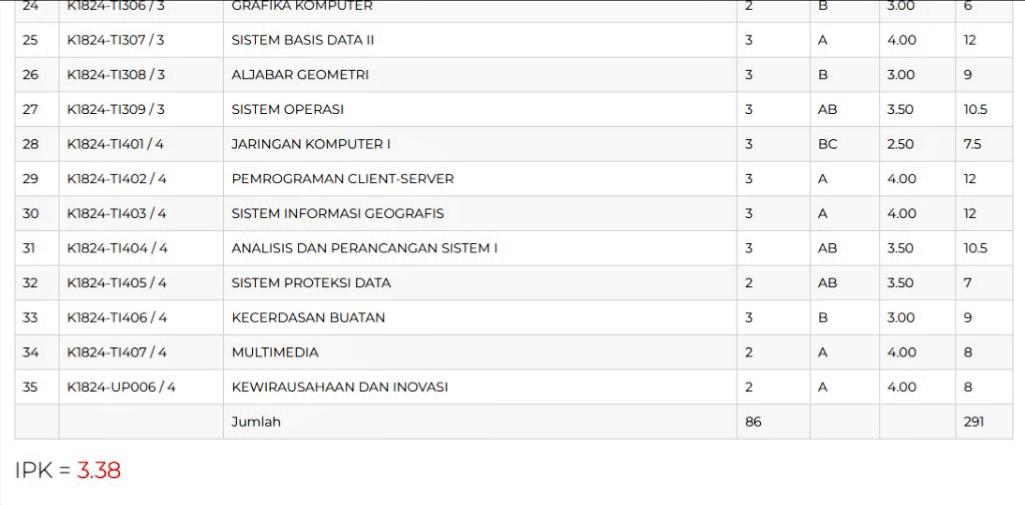 24 K1824-TI306 / 3 GRAFIKA KOMPUTER 2 B 3.00 6
25 K1824-TI307 / 3 SISTEM BASIS DATA II 3 A 4.00 12
26 K1824-TI308 / 3 ALJABAR GEOMETRI 3 B 3.00 9
27 K1824-TI309 / 3 SISTEM OPERASI 3 AB 3.50 10.5
28 K1824-TI401 / 4 JARINGAN KOMPUTER I 3 BC 2.50 7.5
29 K1824-TI402 / 4 PEMROGRAMAN CLIENT-SERVER 3 A 4.00 12
30 K1824-TI403 / 4 SISTEM INFORMASI GEOGRAFIS 3 A 4.00 12
31 K1824-TI404 / 4 ANALISIS DAN PERANCANGAN SISTEM I 3 AB 3.50 10.5
32 K1824-TI405 / 4 SISTEM PROTEKSI DATA 2 AB 3.50 7
33 K1824-TI406 / 4 KECERDASAN BUATAN 3 B 3.00 9
34 K1824-TI407 / 4 MULTIMEDIA 2 A 4.00 8
35 K1824-UP006 / 4 KEWIRAUSAHAAN DAN INOVASI 2 A 4.00 8
Jumlah 86 291
IPK = 3.38